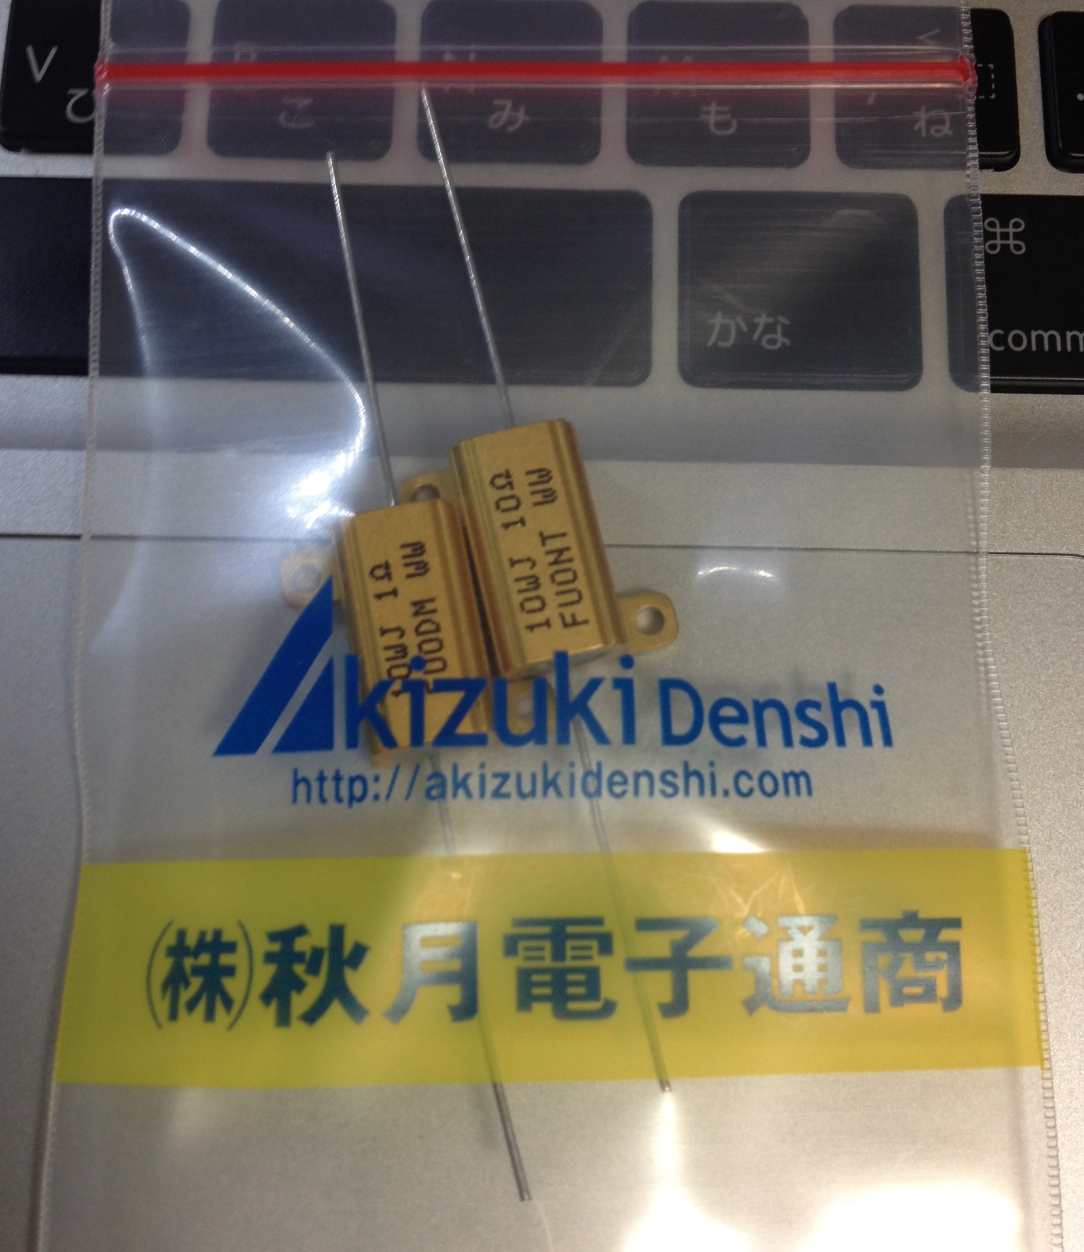 V
ひ
B
こ
N
み
M
も
<
ね
かな
⌘
comm
10WJ 10Ω
FUONT WW
10WJ 1Ω
UODM WW
Akizuki Denshi
http://akizukidenshi.com
㈱秋月電子通商